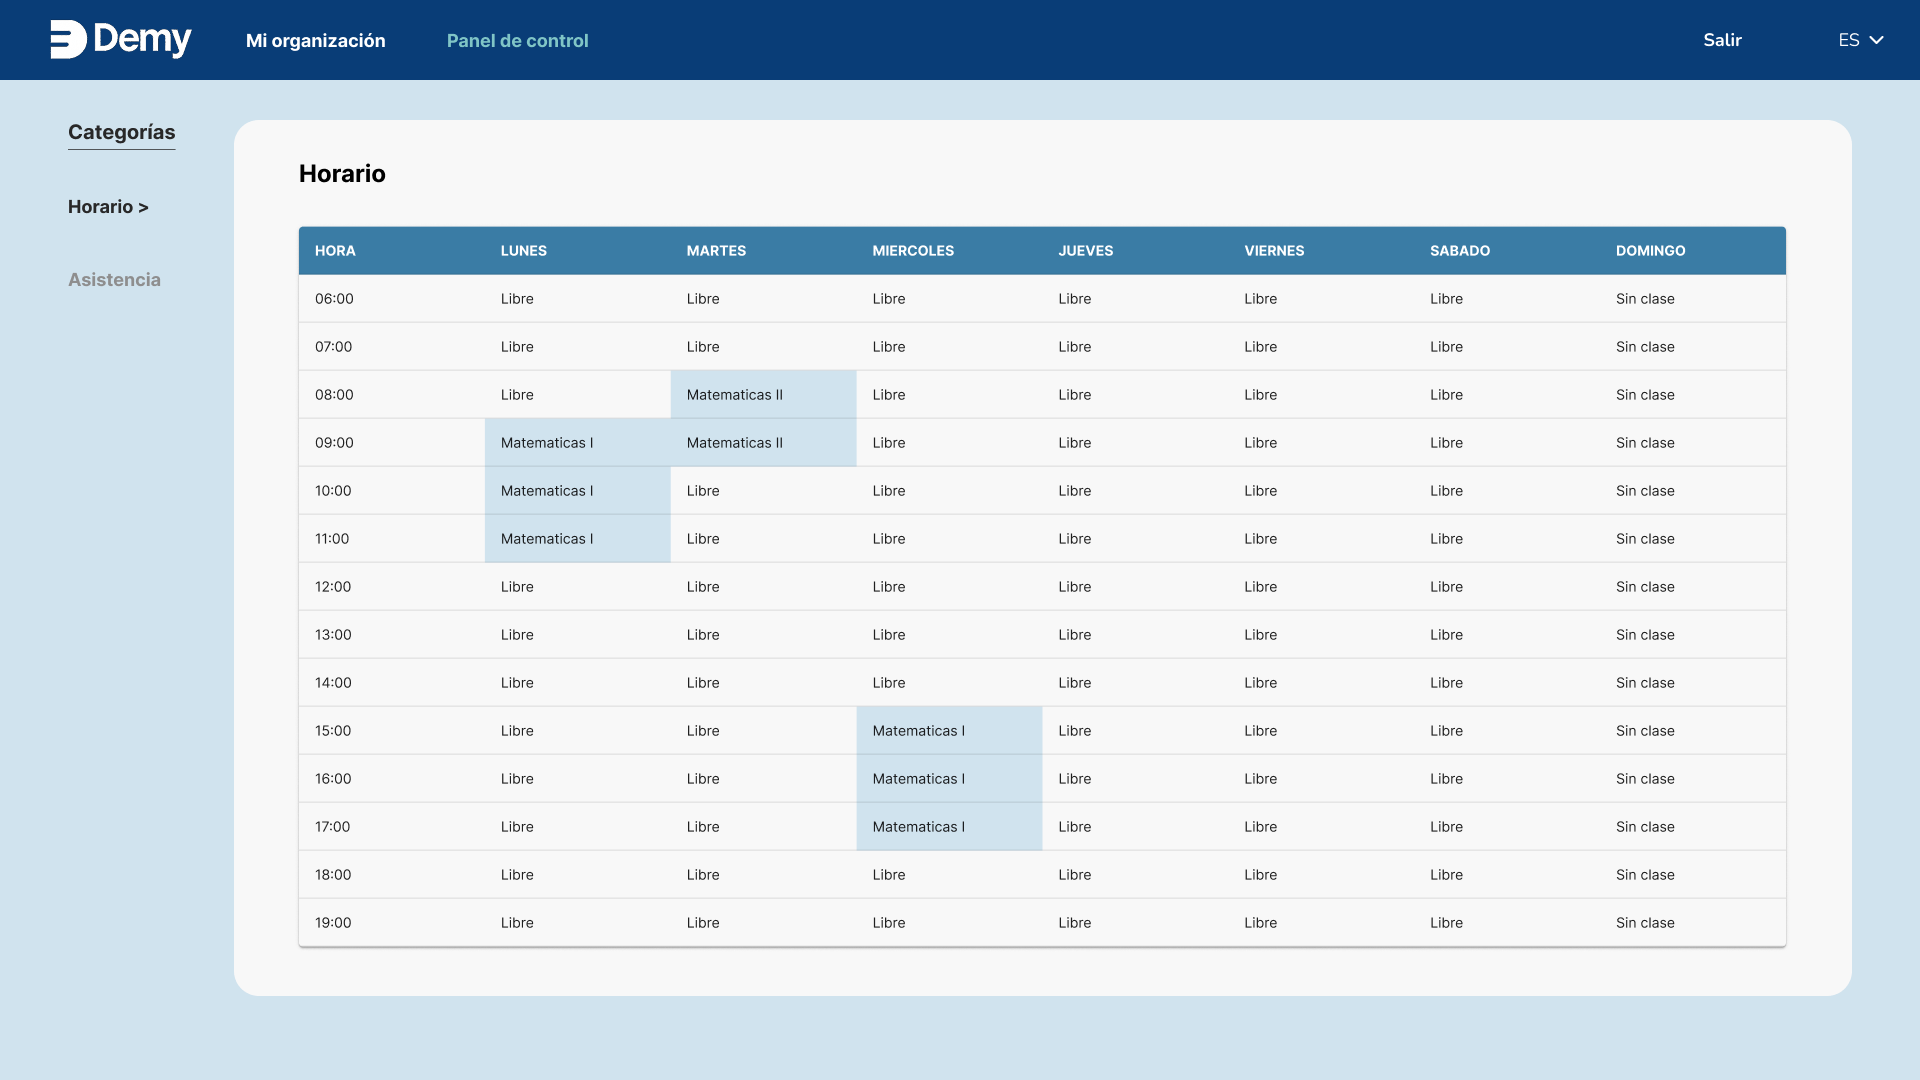 Demy Mi organización Panel de control Salir ES
Categorías
Horario >
Asistencia
Horario
HORA LUNES MARTES MIERCOLES JUEVES VIERNES SABADO DOMINGO
06:00 Libre Libre Libre Libre Libre Libre Sin clase
07:00 Libre Libre Libre Libre Libre Libre Sin clase
08:00 Libre Matematicas II Libre Libre Libre Libre Sin clase
09:00 Matematicas I Matematicas II Libre Libre Libre Libre Sin clase
10:00 Matematicas I Libre Libre Libre Libre Libre Sin clase
11:00 Matematicas I Libre Libre Libre Libre Libre Sin clase
12:00 Libre Libre Libre Libre Libre Libre Sin clase
13:00 Libre Libre Libre Libre Libre Libre Sin clase
14:00 Libre Libre Libre Libre Libre Libre Sin clase
15:00 Libre Libre Matematicas I Libre Libre Libre Sin clase
16:00 Libre Libre Matematicas I Libre Libre Libre Sin clase
17:00 Libre Libre Matematicas I Libre Libre Libre Sin clase
18:00 Libre Libre Libre Libre Libre Libre Sin clase
19:00 Libre Libre Libre Libre Libre Libre Sin clase